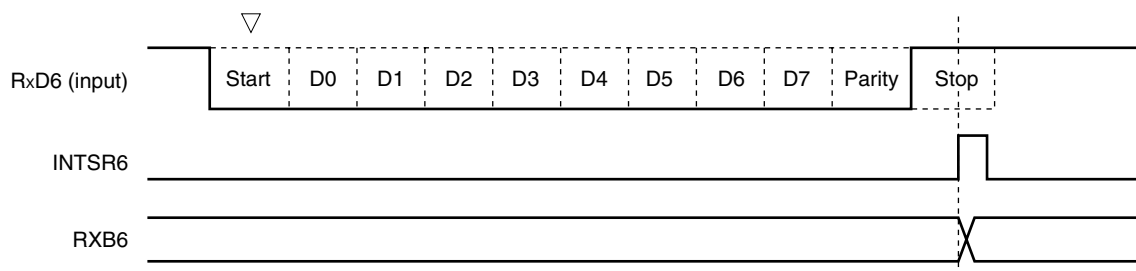 RxD6 (input) Start D0 D1 D2 D3 D4 D5 D6 D7 Parity Stop
INTSR6
RXB6